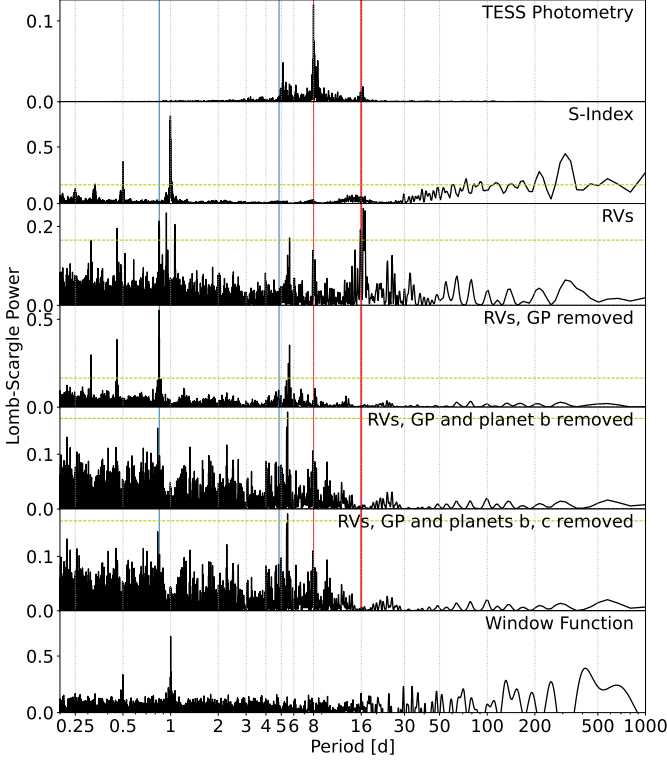 TESS Photometry
0.1
0.0
S-Index
0.5
0.0
RVs
0.2
0.0
RVs, GP removed
0.5
0.0
RVs, GP and planet b removed
0.1
0.0
RVs, GP and planets b, c removed
0.1
0.0
Window Function
0.5
0.0
Lomb-Scargle Power
0.25 0.5 1 2 3 4 5 6 8 16 30 50 100 200 500 1000
Period [d]